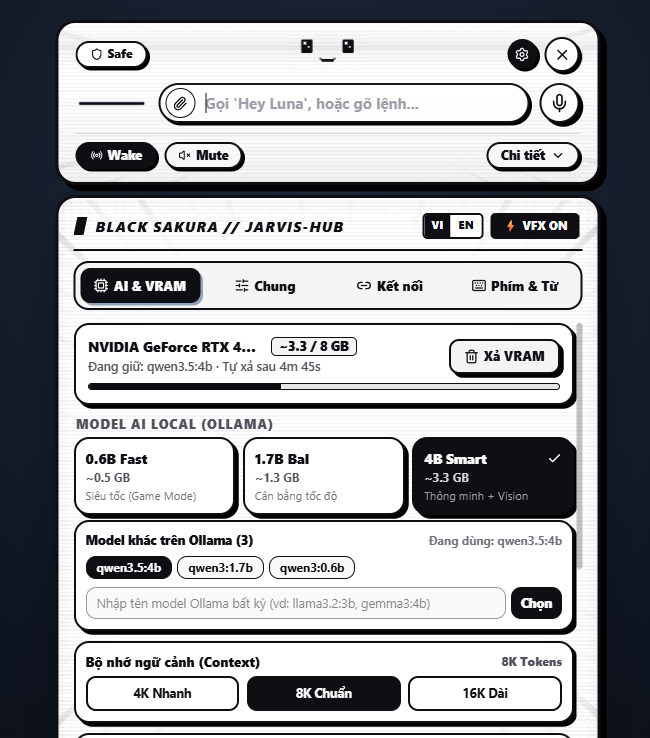 Safe
Gọi 'Hey Luna', hoặc gõ lệnh...
Wake Mute Chi tiết
BLACK SAKURA // JARVIS-HUB VI EN VFX ON
AI & VRAM Chung Kết nối Phím & Từ
NVIDIA GeForce RTX 4... ~3.3 / 8 GB Xả VRAM
Đang giữ: qwen3.5:4b · Tự xả sau 4m 45s
MODEL AI LOCAL (OLLAMA)
0.6B Fast 1.7B Bal 4B Smart
~0.5 GB ~1.3 GB ~3.3 GB
Siêu tốc (Game Mode) Cân bằng tốc độ Thông minh + Vision
Model khác trên Ollama (3) Đang dùng: qwen3.5:4b
qwen3.5:4b qwen3:1.7b qwen3:0.6b
Nhập tên model Ollama bất kỳ (vd: llama3.2:3b, gemma3:4b) Chọn
Bộ nhớ ngữ cảnh (Context) 8K Tokens
4K Nhanh 8K Chuẩn 16K Dài